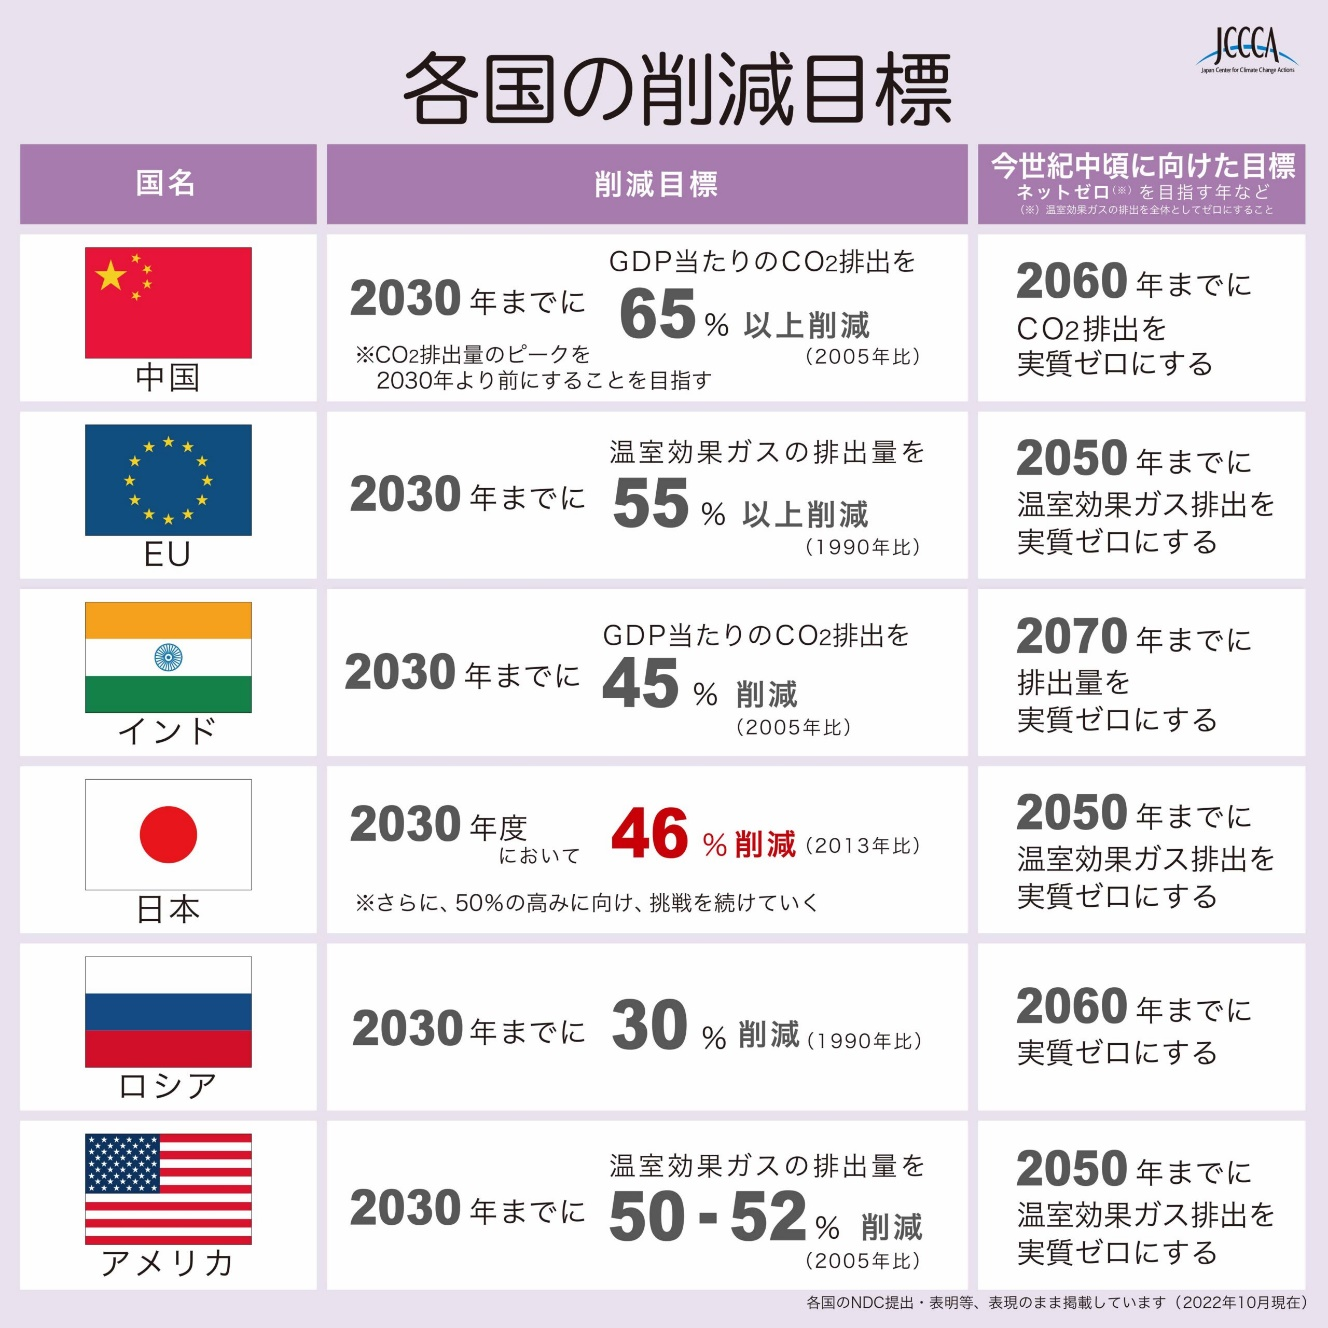 JCCCA
Japan Center for Climate Change Actions
各国の削減目標
国名
削減目標
今世紀中頃に向けた目標
ネットゼロ(※)を目指す年など
(※)温室効果ガスの排出を全体としてゼロにすること
中国
2030年までに
GDP当たりのCO2排出を
65% 以上削減
(2005年比)
※CO2排出量のピークを
2030年より前にすることを目指す
2060年までに
CO2排出を
実質ゼロにする
EU
2030年までに
温室効果ガスの排出量を
55% 以上削減
(1990年比)
2050年までに
温室効果ガス排出を
実質ゼロにする
インド
2030年までに
GDP当たりのCO2排出を
45% 削減
(2005年比)
2070年までに
排出量を
実質ゼロにする
日本
2030年度
において
46%削減(2013年比)
※さらに、50%の高みに向け、挑戦を続けていく
2050年までに
温室効果ガス排出を
実質ゼロにする
ロシア
2030年までに 30% 削減(1990年比)
2060年までに
実質ゼロにする
アメリカ
2030年までに
温室効果ガスの排出量を
50-52% 削減
(2005年比)
2050年までに
温室効果ガス排出を
実質ゼロにする
各国のNDC提出・表明等、表現のまま掲載しています(2022年10月現在)